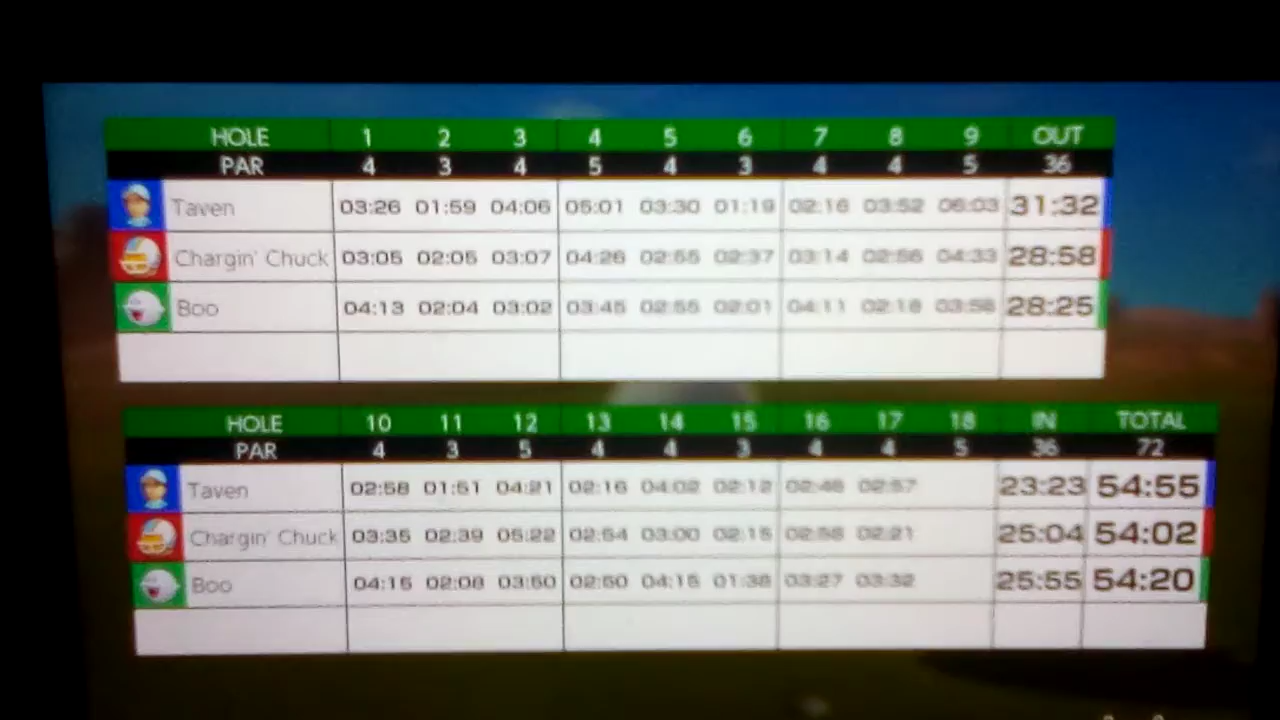 HOLE 1 2 3 4 5 6 7 8 9 OUT
PAR 4 3 4 5 4 3 4 4 5 36
Taven 03:26 01:59 04:06 05:01 03:30 01:19 02:16 03:52 06:03 31:32
Chargin' Chuck 03:05 02:05 03:07 04:26 02:55 02:37 03:14 02:56 04:33 28:58
Boo 04:13 02:04 03:02 03:45 02:55 02:01 04:11 02:18 03:56 28:25
HOLE 10 11 12 13 14 15 16 17 18 IN TOTAL
PAR 4 3 5 4 4 3 4 4 5 36 72
Taven 02:58 01:51 04:21 02:16 04:02 02:12 02:46 02:57 23:23 54:55
Chargin' Chuck 03:35 02:39 05:22 02:54 03:00 02:15 02:58 02:21 25:04 54:02
Boo 04:15 02:08 03:50 02:50 04:15 01:38 03:27 03:32 25:55 54:20